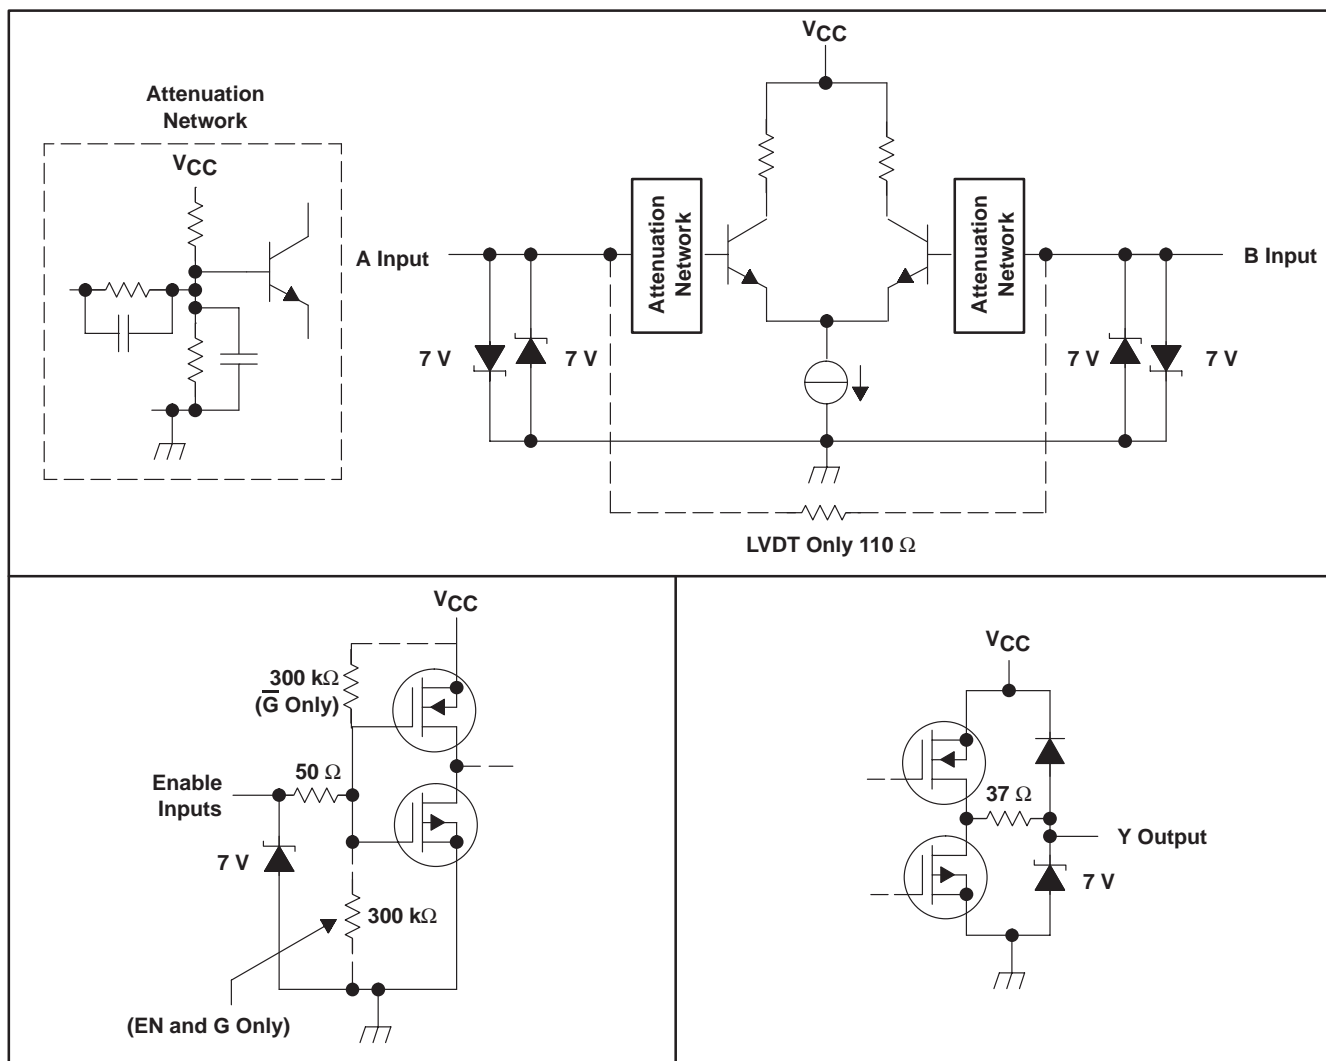 Attenuation
Network
VCC
VCC
A Input
Attenuation
Network
Attenuation
Network
B Input
7 V
7 V
7 V
7 V
LVDT Only 110 Ω
VCC
300 kΩ
(G̅ Only)
50 Ω
Enable
Inputs
7 V
300 kΩ
(EN and G Only)
VCC
37 Ω
Y Output
7 V